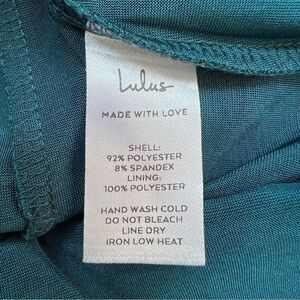 Lulus
MADE WITH LOVE
SHELL:
92% POLYESTER
8% SPANDEX
LINING:
100% POLYESTER
HAND WASH COLD
DO NOT BLEACH
LINE DRY
IRON LOW HEAT